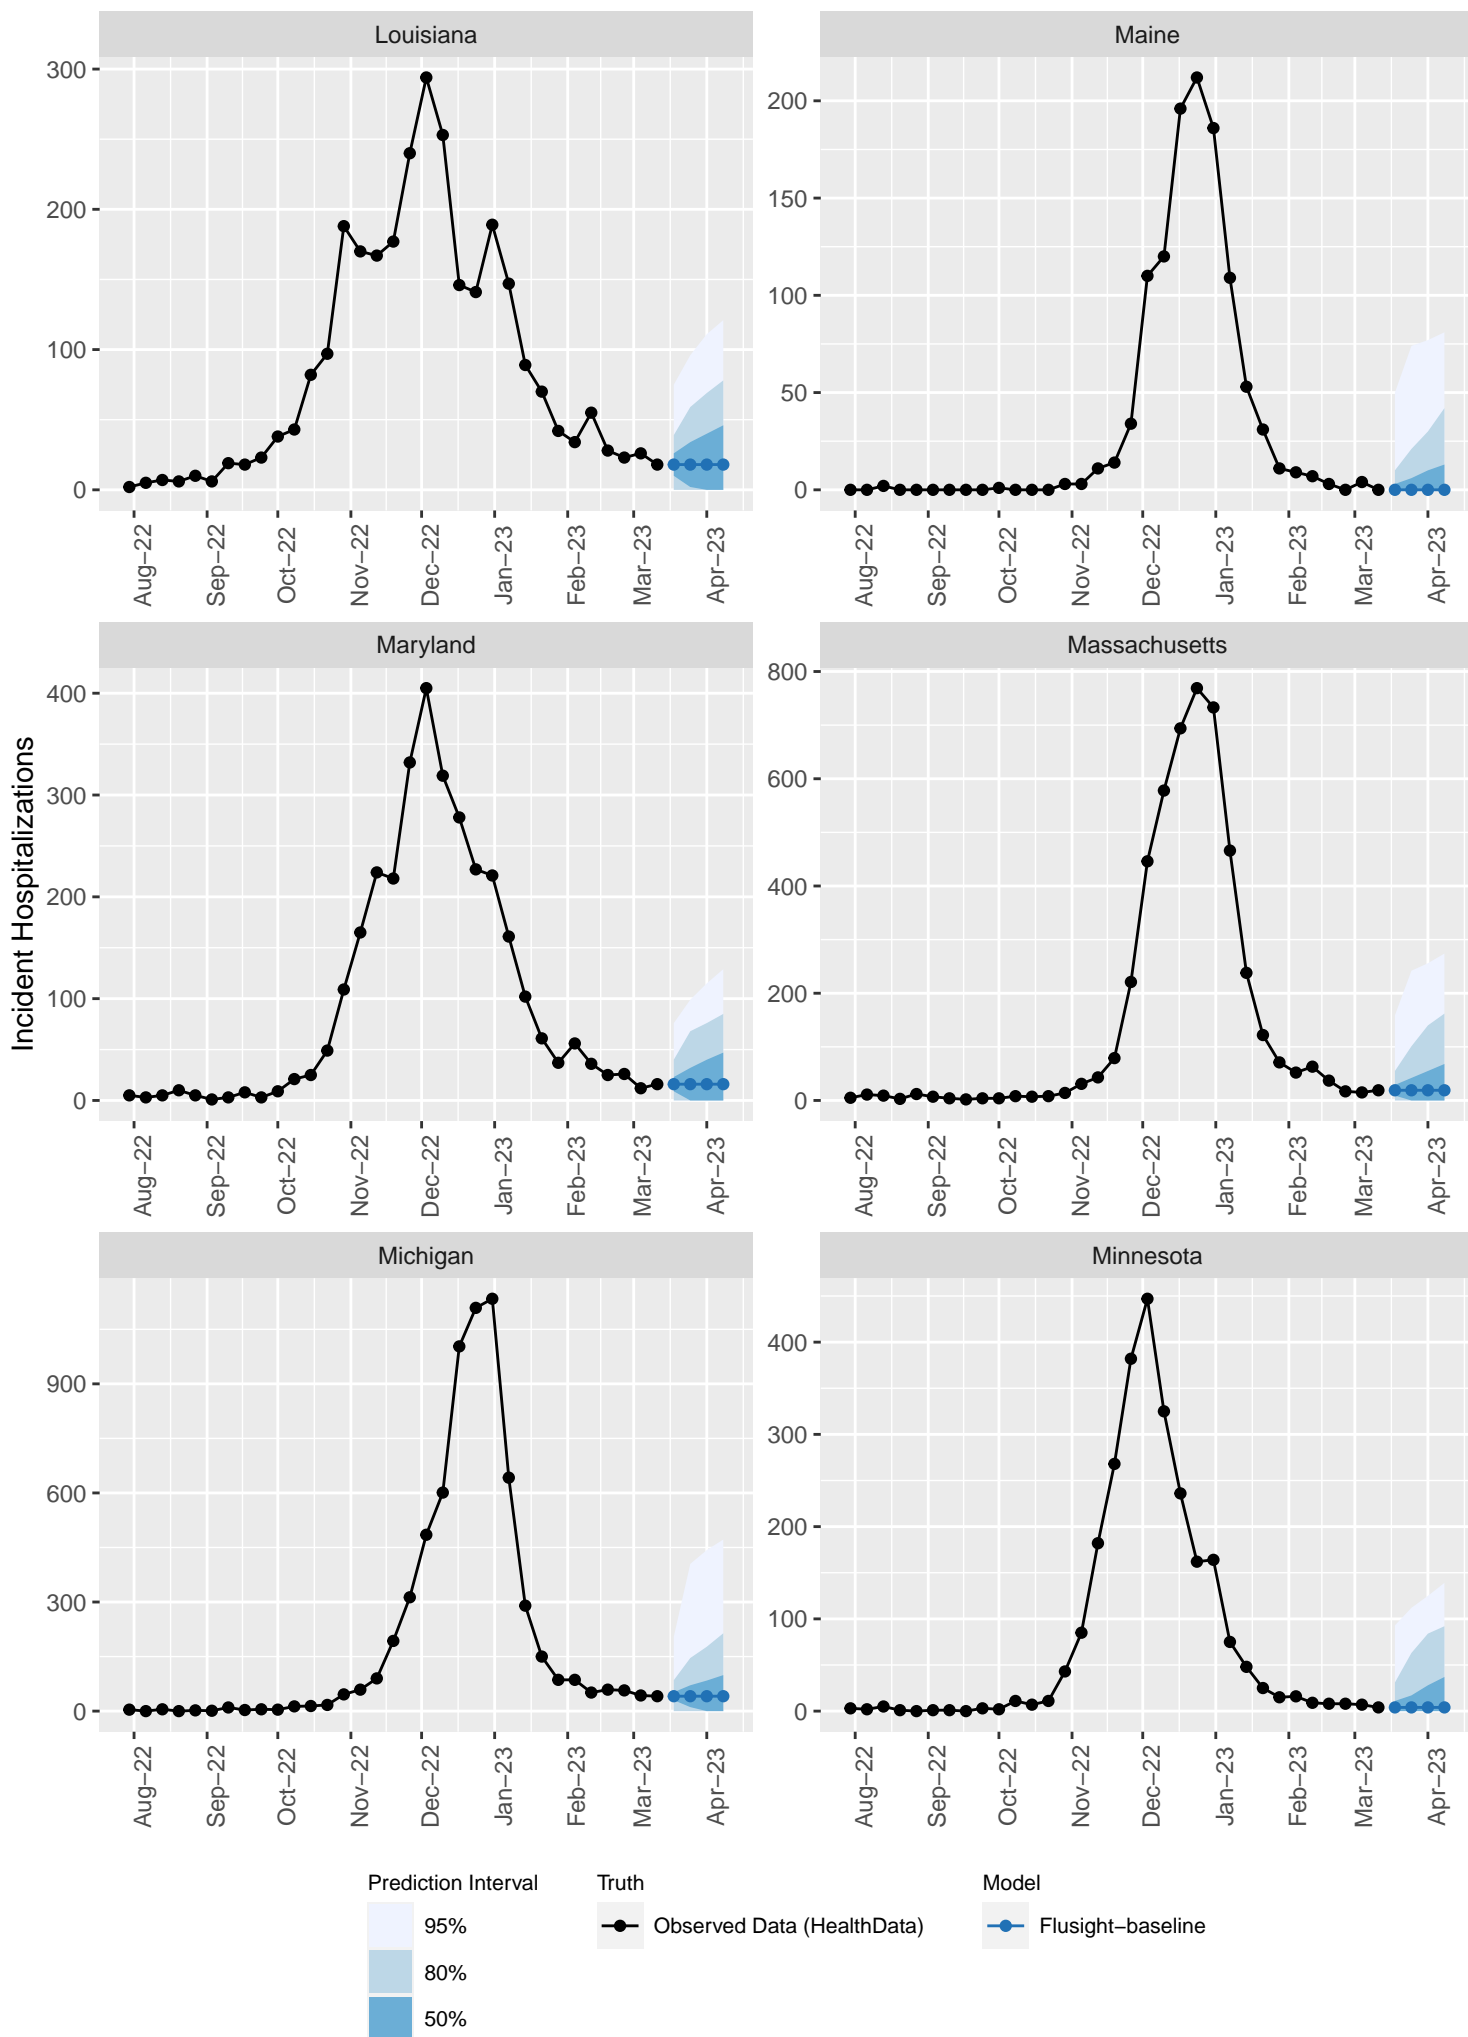 Louisiana
Maine
300
200
100
0
200
150
100
50
0
Aug−22
Sep−22
Oct−22
Nov−22
Dec−22
Jan−23
Feb−23
Mar−23
Apr−23
Aug−22
Sep−22
Oct−22
Nov−22
Dec−22
Jan−23
Feb−23
Mar−23
Apr−23
Maryland
Massachusetts
Incident Hospitalizations
400
300
200
100
0
800
600
400
200
0
Aug−22
Sep−22
Oct−22
Nov−22
Dec−22
Jan−23
Feb−23
Mar−23
Apr−23
Aug−22
Sep−22
Oct−22
Nov−22
Dec−22
Jan−23
Feb−23
Mar−23
Apr−23
Michigan
Minnesota
900
600
300
0
400
300
200
100
0
Aug−22
Sep−22
Oct−22
Nov−22
Dec−22
Jan−23
Feb−23
Mar−23
Apr−23
Aug−22
Sep−22
Oct−22
Nov−22
Dec−22
Jan−23
Feb−23
Mar−23
Apr−23
Prediction Interval
95%
80%
50%
Truth
Observed Data (HealthData)
Model
Flusight−baseline